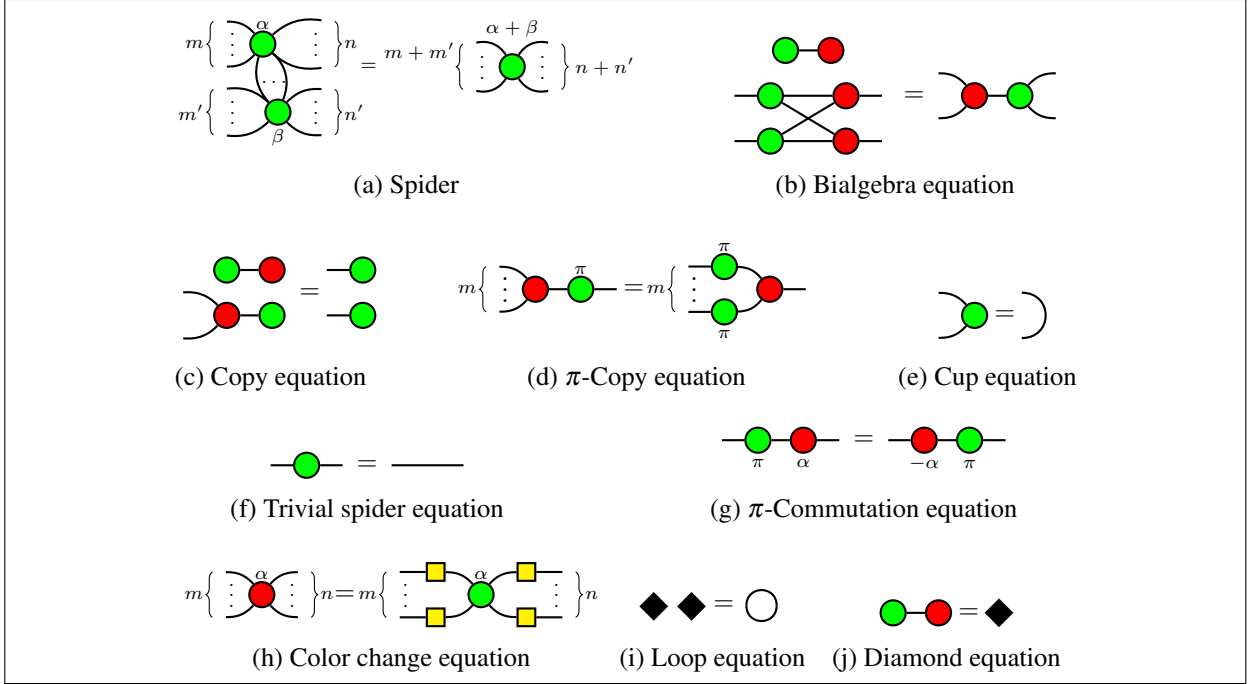 α
m { } n
α + β
= m + m′ { } n + n′
m′ { } n′
β
=
(a) Spider
(b) Bialgebra equation
=
(c) Copy equation
π
π
m { = m {
π
(d) π-Copy equation
=
(e) Cup equation
=
(f) Trivial spider equation
=
π α −α π
(g) π-Commutation equation
α α
m { } n = m { } n
(h) Color change equation
=
(i) Loop equation
=
(j) Diamond equation